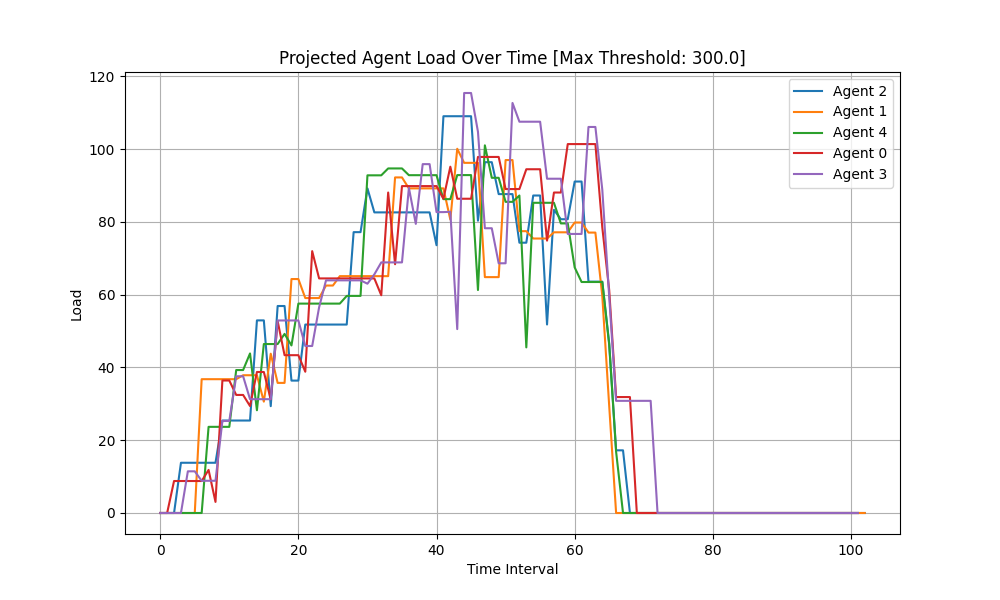 Projected Agent Load Over Time [Max Threshold: 300.0]
120
100
80
60
40
20
0
Load
0 20 40 60 80 100
Time Interval
Agent 2
Agent 1
Agent 4
Agent 0
Agent 3